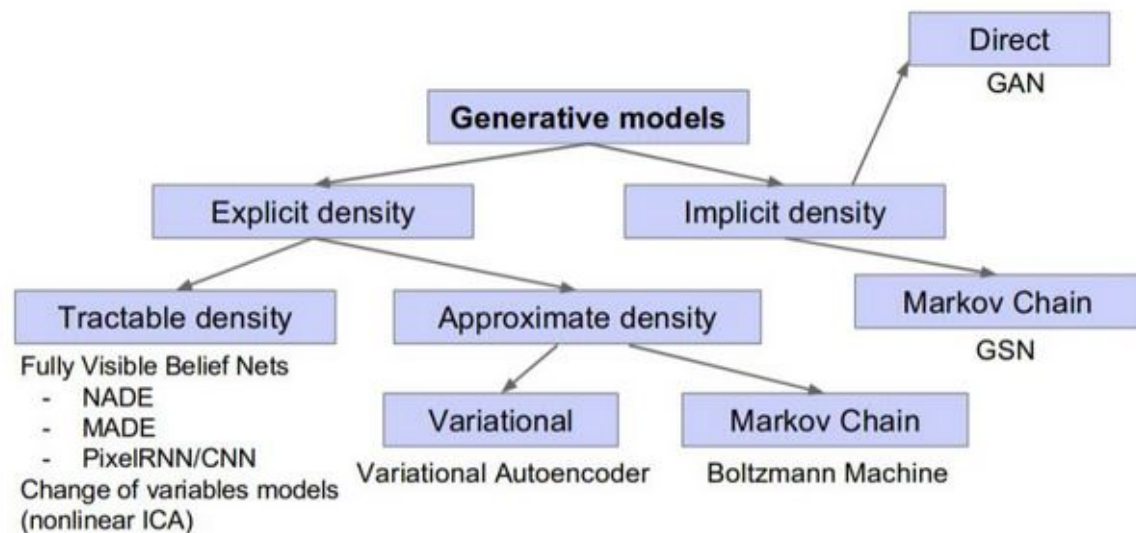 Direct
GAN
Generative models
Explicit density
Implicit density
Tractable density
Approximate density
Markov Chain
GSN
Fully Visible Belief Nets
- NADE
- MADE
- PixelRNN/CNN
Change of variables models
(nonlinear ICA)
Variational
Variational Autoencoder
Markov Chain
Boltzmann Machine